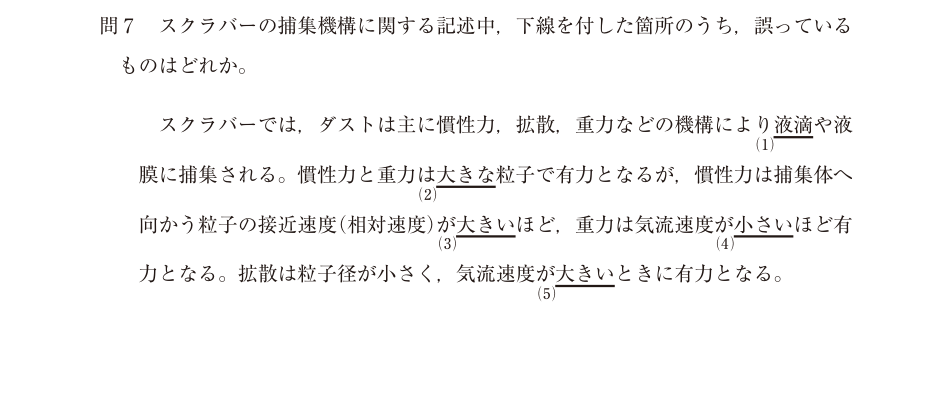 問7 スクラバーの捕集機構に関する記述中，下線を付した箇所のうち，誤っている
ものはどれか。
スクラバーでは，ダストは主に慣性力，拡散，重力などの機構により液滴や液
(1)
膜に捕集される。慣性力と重力は大きな粒子で有力となるが，慣性力は捕集体へ
(2)
向かう粒子の接近速度(相対速度)が大きいほど，重力は気流速度が小さいほど有
(3) (4)
力となる。拡散は粒子径が小さく，気流速度が大きいときに有力となる。
(5)